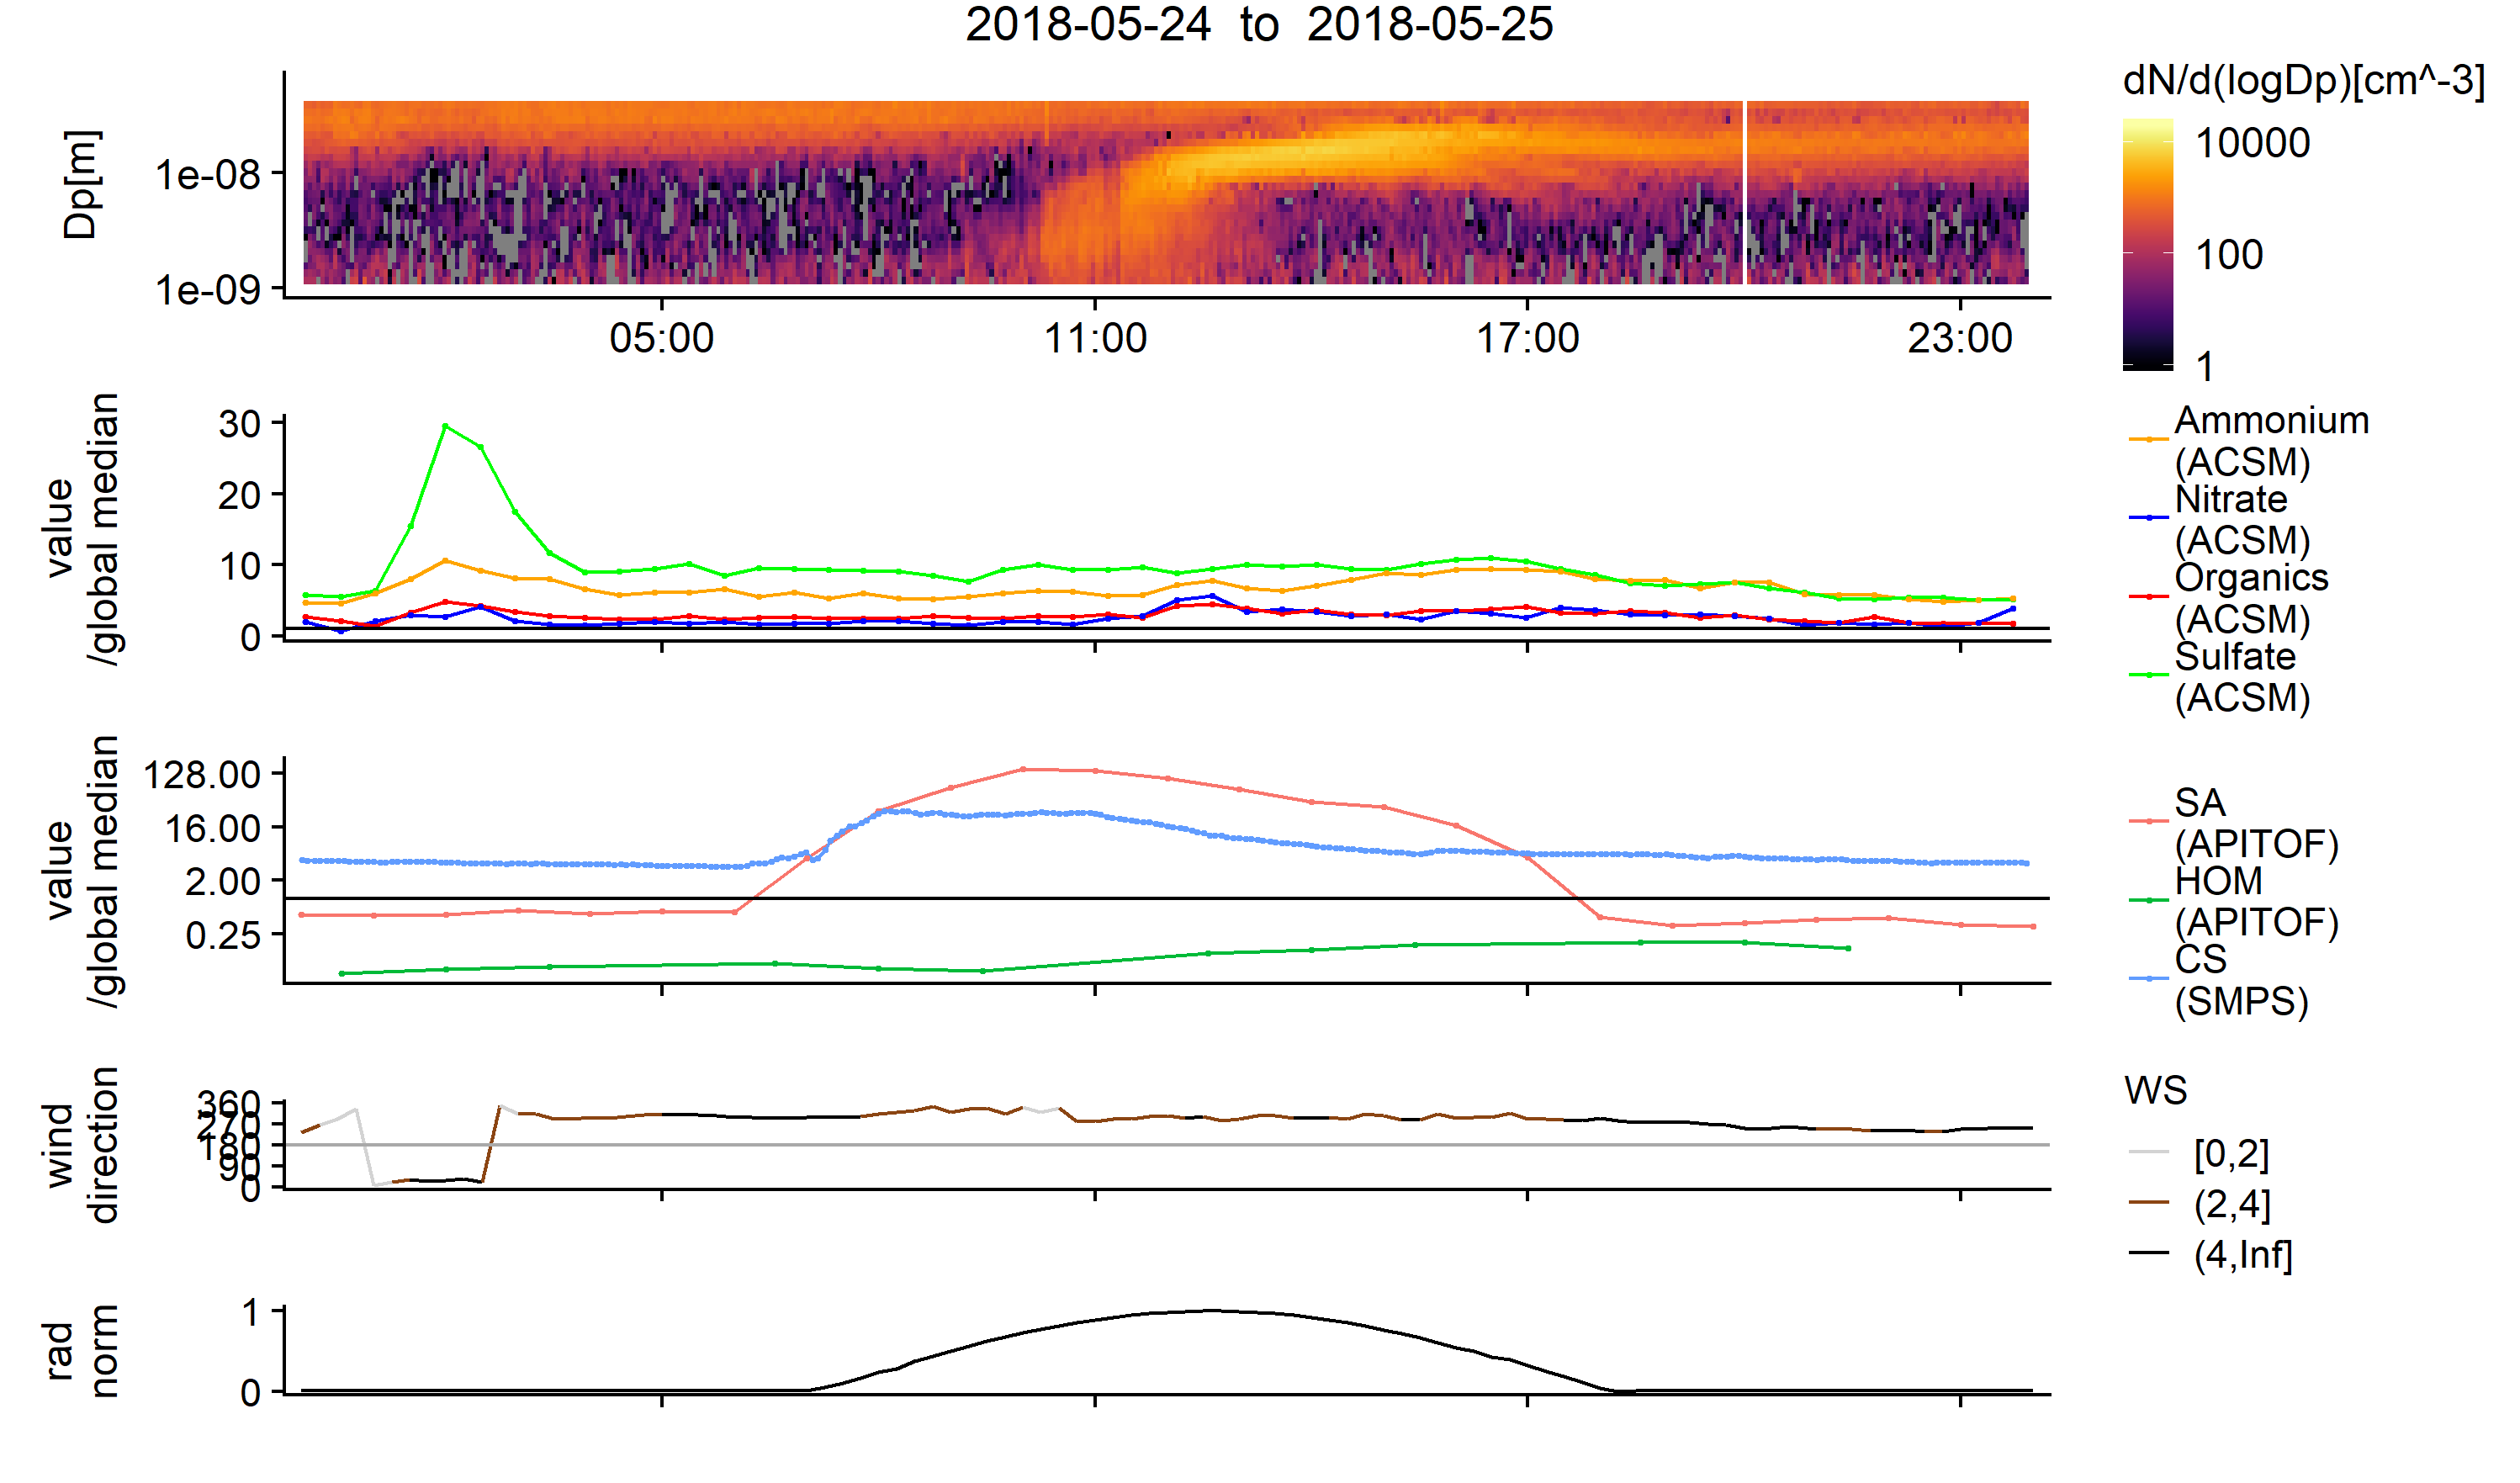 2018-05-24 to 2018-05-25
Dp[m]
1e-08
1e-09
05:00
11:00
17:00
23:00
dN/d(logDp)[cm^-3]
10000
100
1
value
/global median
30
20
10
0
Ammonium
(ACSM)
Nitrate
(ACSM)
Organics
(ACSM)
Sulfate
(ACSM)
value
/global median
128.00
16.00
2.00
0.25
SA
(APITOF)
HOM
(APITOF)
CS
(SMPS)
wind
direction
360
270
180
90
0
WS
[0,2]
(2,4]
(4,Inf]
rad
norm
1
0